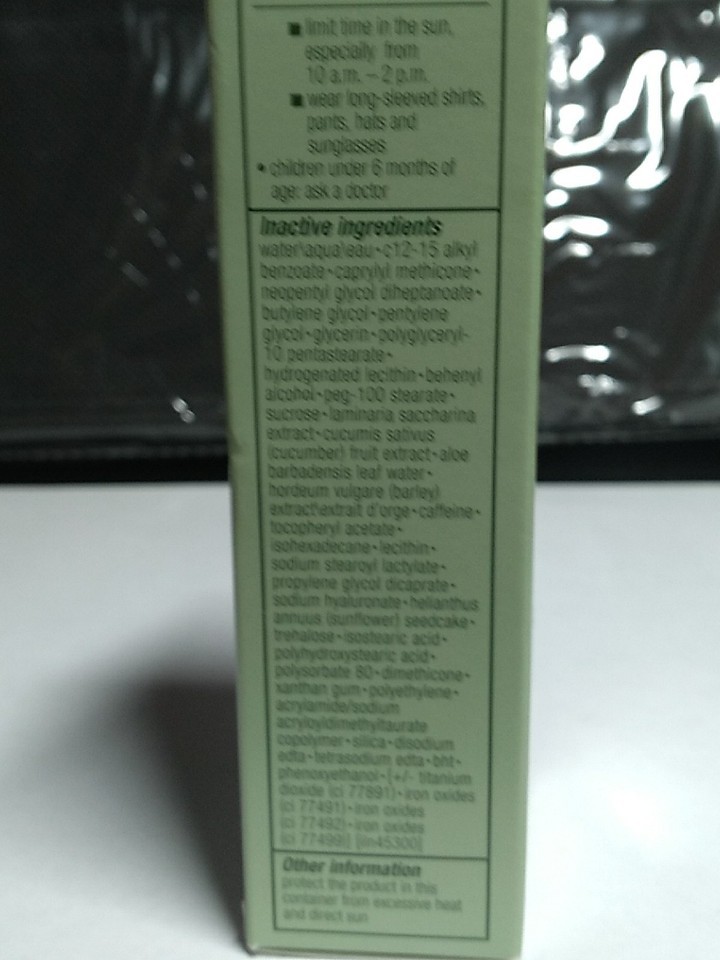 ■ limit time in the sun,
especially from
10 a.m. – 2 p.m.
■ wear long-sleeved shirts,
pants, hats and
sunglasses
• children under 6 months of
age: ask a doctor
Inactive ingredients
water\aqua\eau • c12-15 alkyl
benzoate • caprylyl methicone •
neopentyl glycol diheptanoate •
butylene glycol • pentylene
glycol • glycerin • polyglyceryl-
10 pentastearate •
hydrogenated lecithin • behenyl
alcohol • peg-100 stearate •
sucrose • laminaria saccharina
extract • cucumis sativus
(cucumber) fruit extract • aloe
barbadensis leaf water •
hordeum vulgare (barley)
extract\extrait d'orge • caffeine •
tocopheryl acetate •
isohexadecane • lecithin •
sodium stearoyl lactylate •
propylene glycol dicaprate •
sodium hyaluronate • helianthus
annuus (sunflower) seedcake •
trehalose • isostearic acid •
polyhydroxystearic acid •
polysorbate 80 • dimethicone •
xanthan gum • polyethylene •
acrylamide/sodium
acryloyldimethyltaurate
copolymer • silica • disodium
edta • tetrasodium edta • bht •
phenoxyethanol • [+/- titanium
dioxide (ci 77891) • iron oxides
(ci 77491) • iron oxides
(ci 77492) • iron oxides
(ci 77499)] [iln45300]
Other information
protect the product in this
container from excessive heat
and direct sun